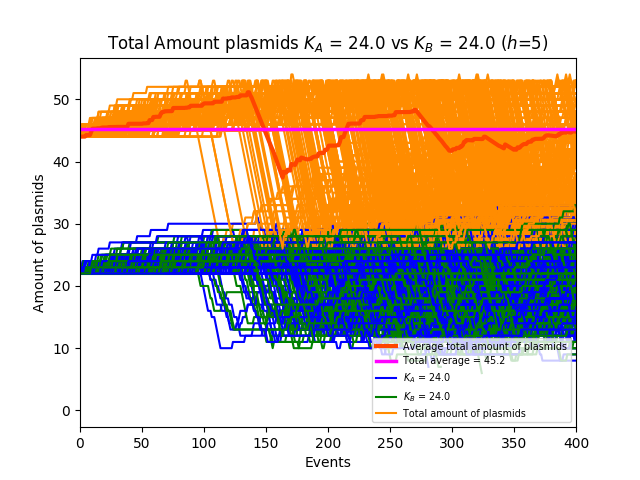 Total Amount plasmids K_A = 24.0 vs K_B = 24.0 (h=5)
Amount of plasmids
50
40
30
20
10
0
Average total amount of plasmids
Total average = 45.2
K_A = 24.0
K_B = 24.0
Total amount of plasmids
0 50 100 150 200 250 300 350 400
Events